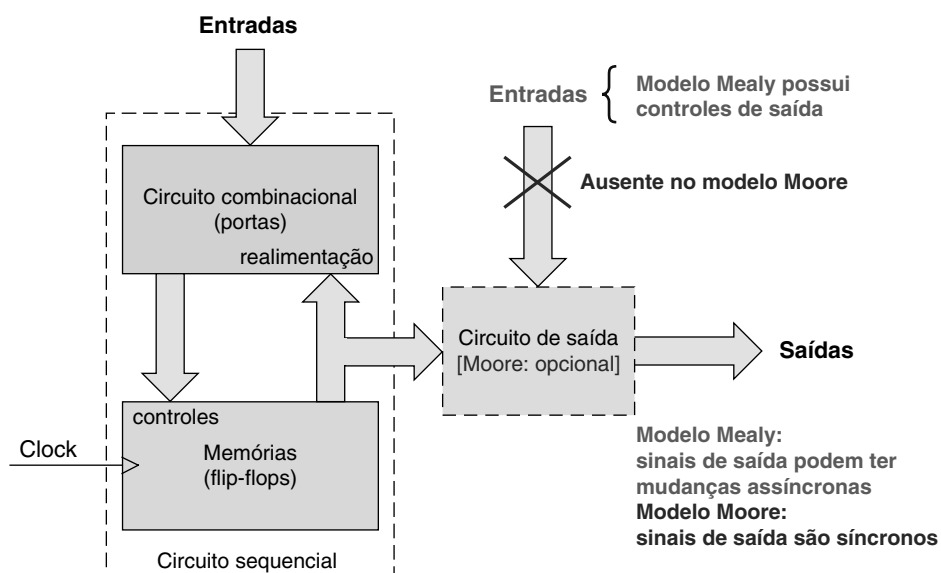 Entradas
Entradas
Modelo Mealy possui
controles de saída
Ausente no modelo Moore
Circuito combinacional
(portas)
realimentação
Circuito de saída
[Moore: opcional]
Saídas
controles
Memórias
(flip-flops)
Clock
Circuito sequencial
Modelo Mealy:
sinais de saída podem ter
mudanças assíncronas
Modelo Moore:
sinais de saída são síncronos